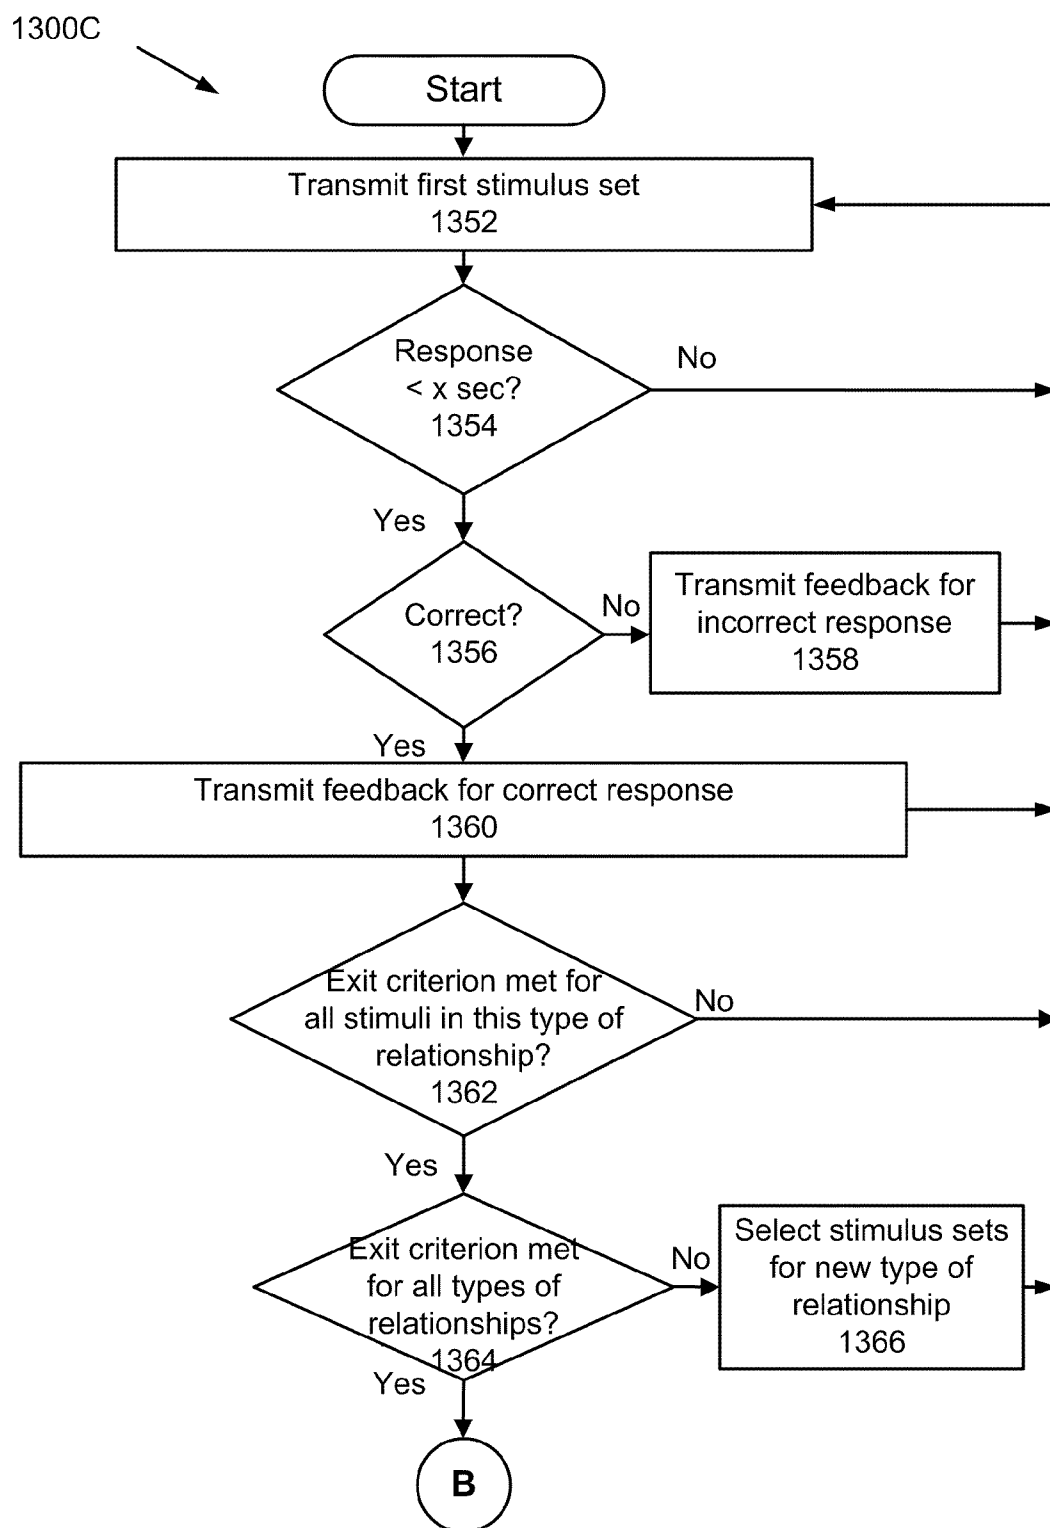 1300C
Start
Transmit first stimulus set
1352
Response
< x sec?
1354
No
Yes
Correct?
1356
No
Transmit feedback for
incorrect response
1358
Yes
Transmit feedback for correct response
1360
Exit criterion met for
all stimuli in this type of
relationship?
1362
No
Yes
Exit criterion met
for all types of
relationships?
1364
No
Select stimulus sets
for new type of
relationship
1366
Yes
B